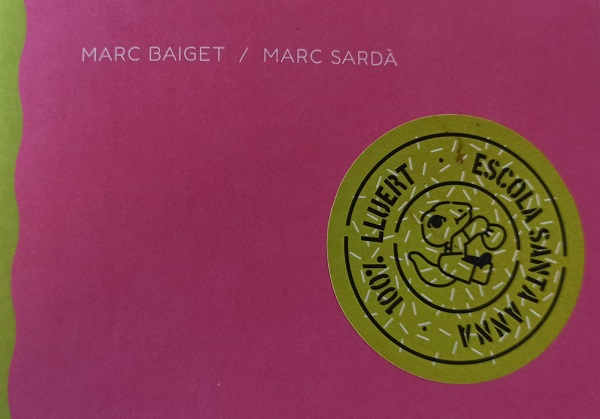 MARC BAIGET / MARC SARDÀ
ESCOLA SANTA ANNA
100% LLUERT